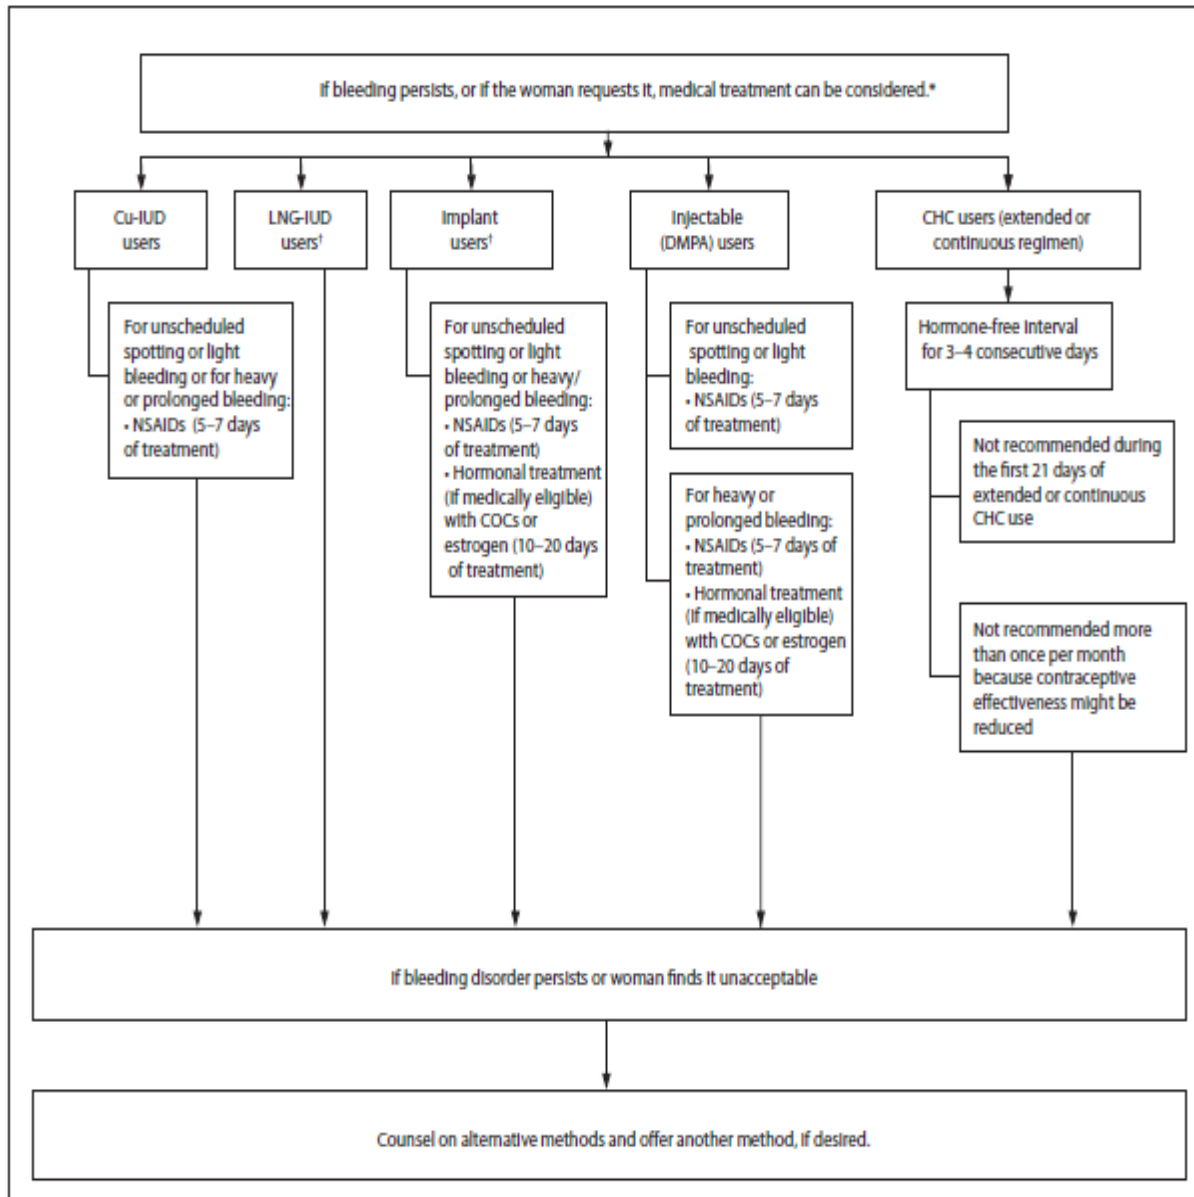 If bleeding persists, or if the woman requests it, medical treatment can be considered.*
Cu-IUD
users
LNG-IUD
users†
Implant
users†
Injectable
(DMPA) users
CHC users (extended or
continuous regimen)
For unscheduled
spotting or light
bleeding or for heavy
or prolonged bleeding:
• NSAIDs (5–7 days
of treatment)
For unscheduled
spotting or light
bleeding or heavy/
prolonged bleeding:
• NSAIDs (5–7 days
of treatment)
• Hormonal treatment
(if medically eligible)
with COCs or
estrogen (10–20 days
of treatment)
For unscheduled
spotting or light
bleeding:
• NSAIDs (5–7 days
of treatment)
For heavy or
prolonged bleeding:
• NSAIDs (5–7 days of
treatment)
• Hormonal treatment
(if medically eligible)
with COCs or estrogen
(10–20 days of
treatment)
Hormone-free interval
for 3–4 consecutive days
Not recommended during
the first 21 days of
extended or continuous
CHC use
Not recommended more
than once per month
because contraceptive
effectiveness might be
reduced
If bleeding disorder persists or woman finds it unacceptable
Counsel on alternative methods and offer another method, if desired.